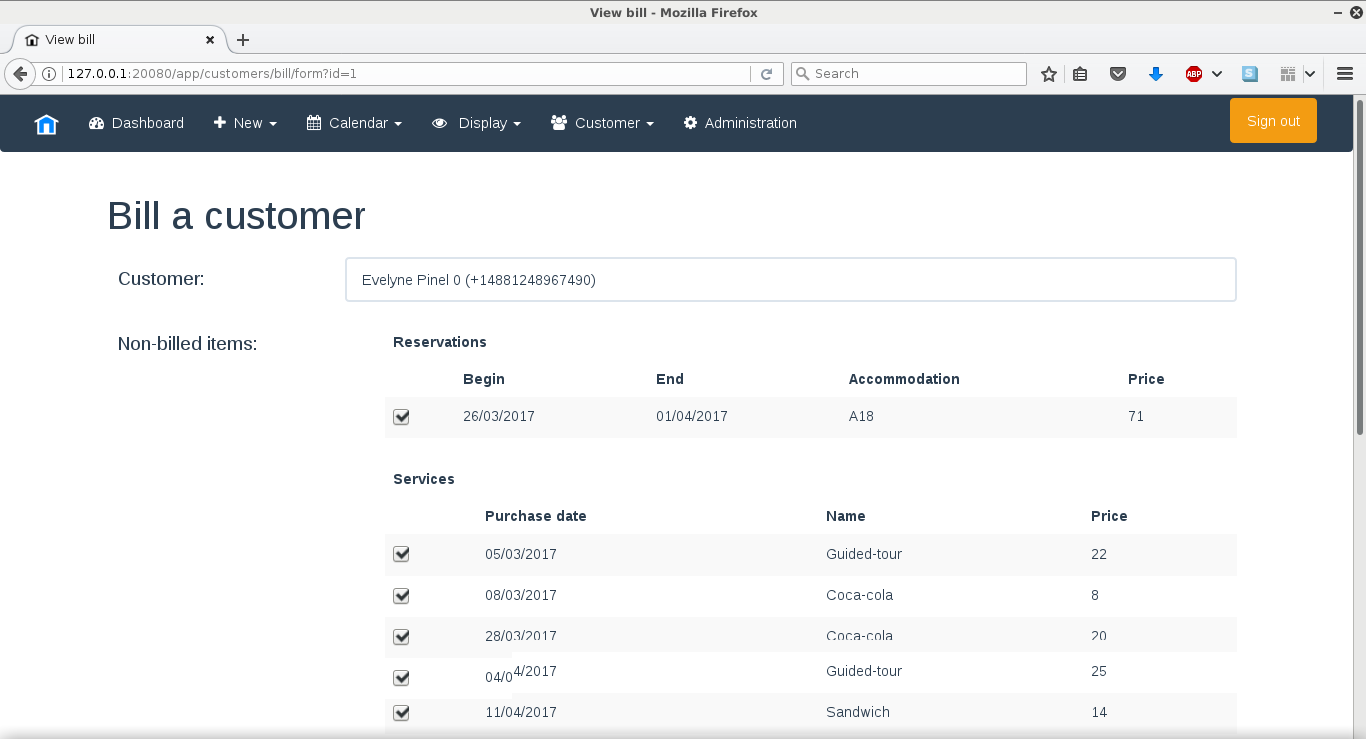 View bill - Mozilla Firefox
View bill
127.0.0.1:20080/app/customers/bill/form?id=1
Search
ABP
S
Dashboard New Calendar Display Customer Administration Sign out
Bill a customer
Customer: Evelyne Pinel 0 (+14881248967490)
Non-billed items: Reservations
Begin End Accommodation Price
26/03/2017 01/04/2017 A18 71
Services
Purchase date Name Price
05/03/2017 Guided-tour 22
08/03/2017 Coca-cola 8
28/03/2017 Coca-cola 20
04/04/2017 Guided-tour 25
11/04/2017 Sandwich 14